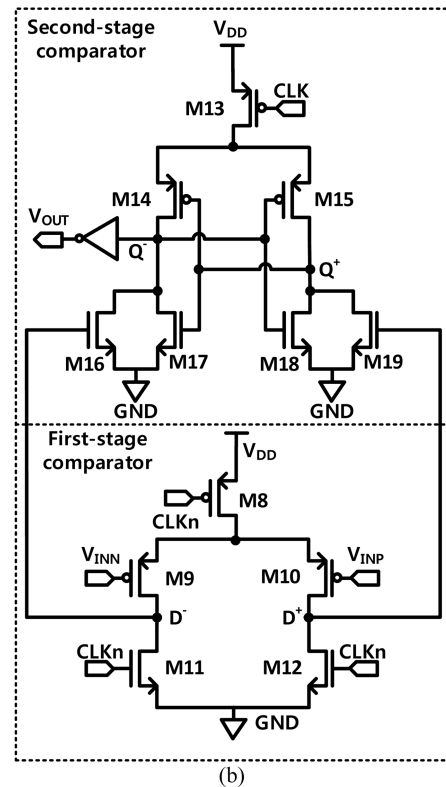 Second-stage comparator
VDD
M13
CLK
M14
M15
VOUT
Q-
Q+
M16
M17
M18
M19
GND
GND
First-stage comparator
VDD
M8
CLKn
VINN
VINP
M9
M10
D-
D+
CLKn
CLKn
M11
M12
GND
(b)